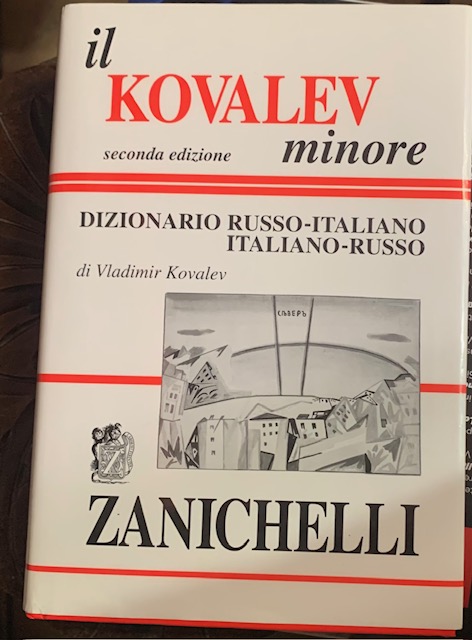 il
KOVALEV
seconda edizione minore
DIZIONARIO RUSSO-ITALIANO
ITALIANO-RUSSO
di Vladimir Kovalev
СѢВЕРЪ
Z
ZANICHELLI